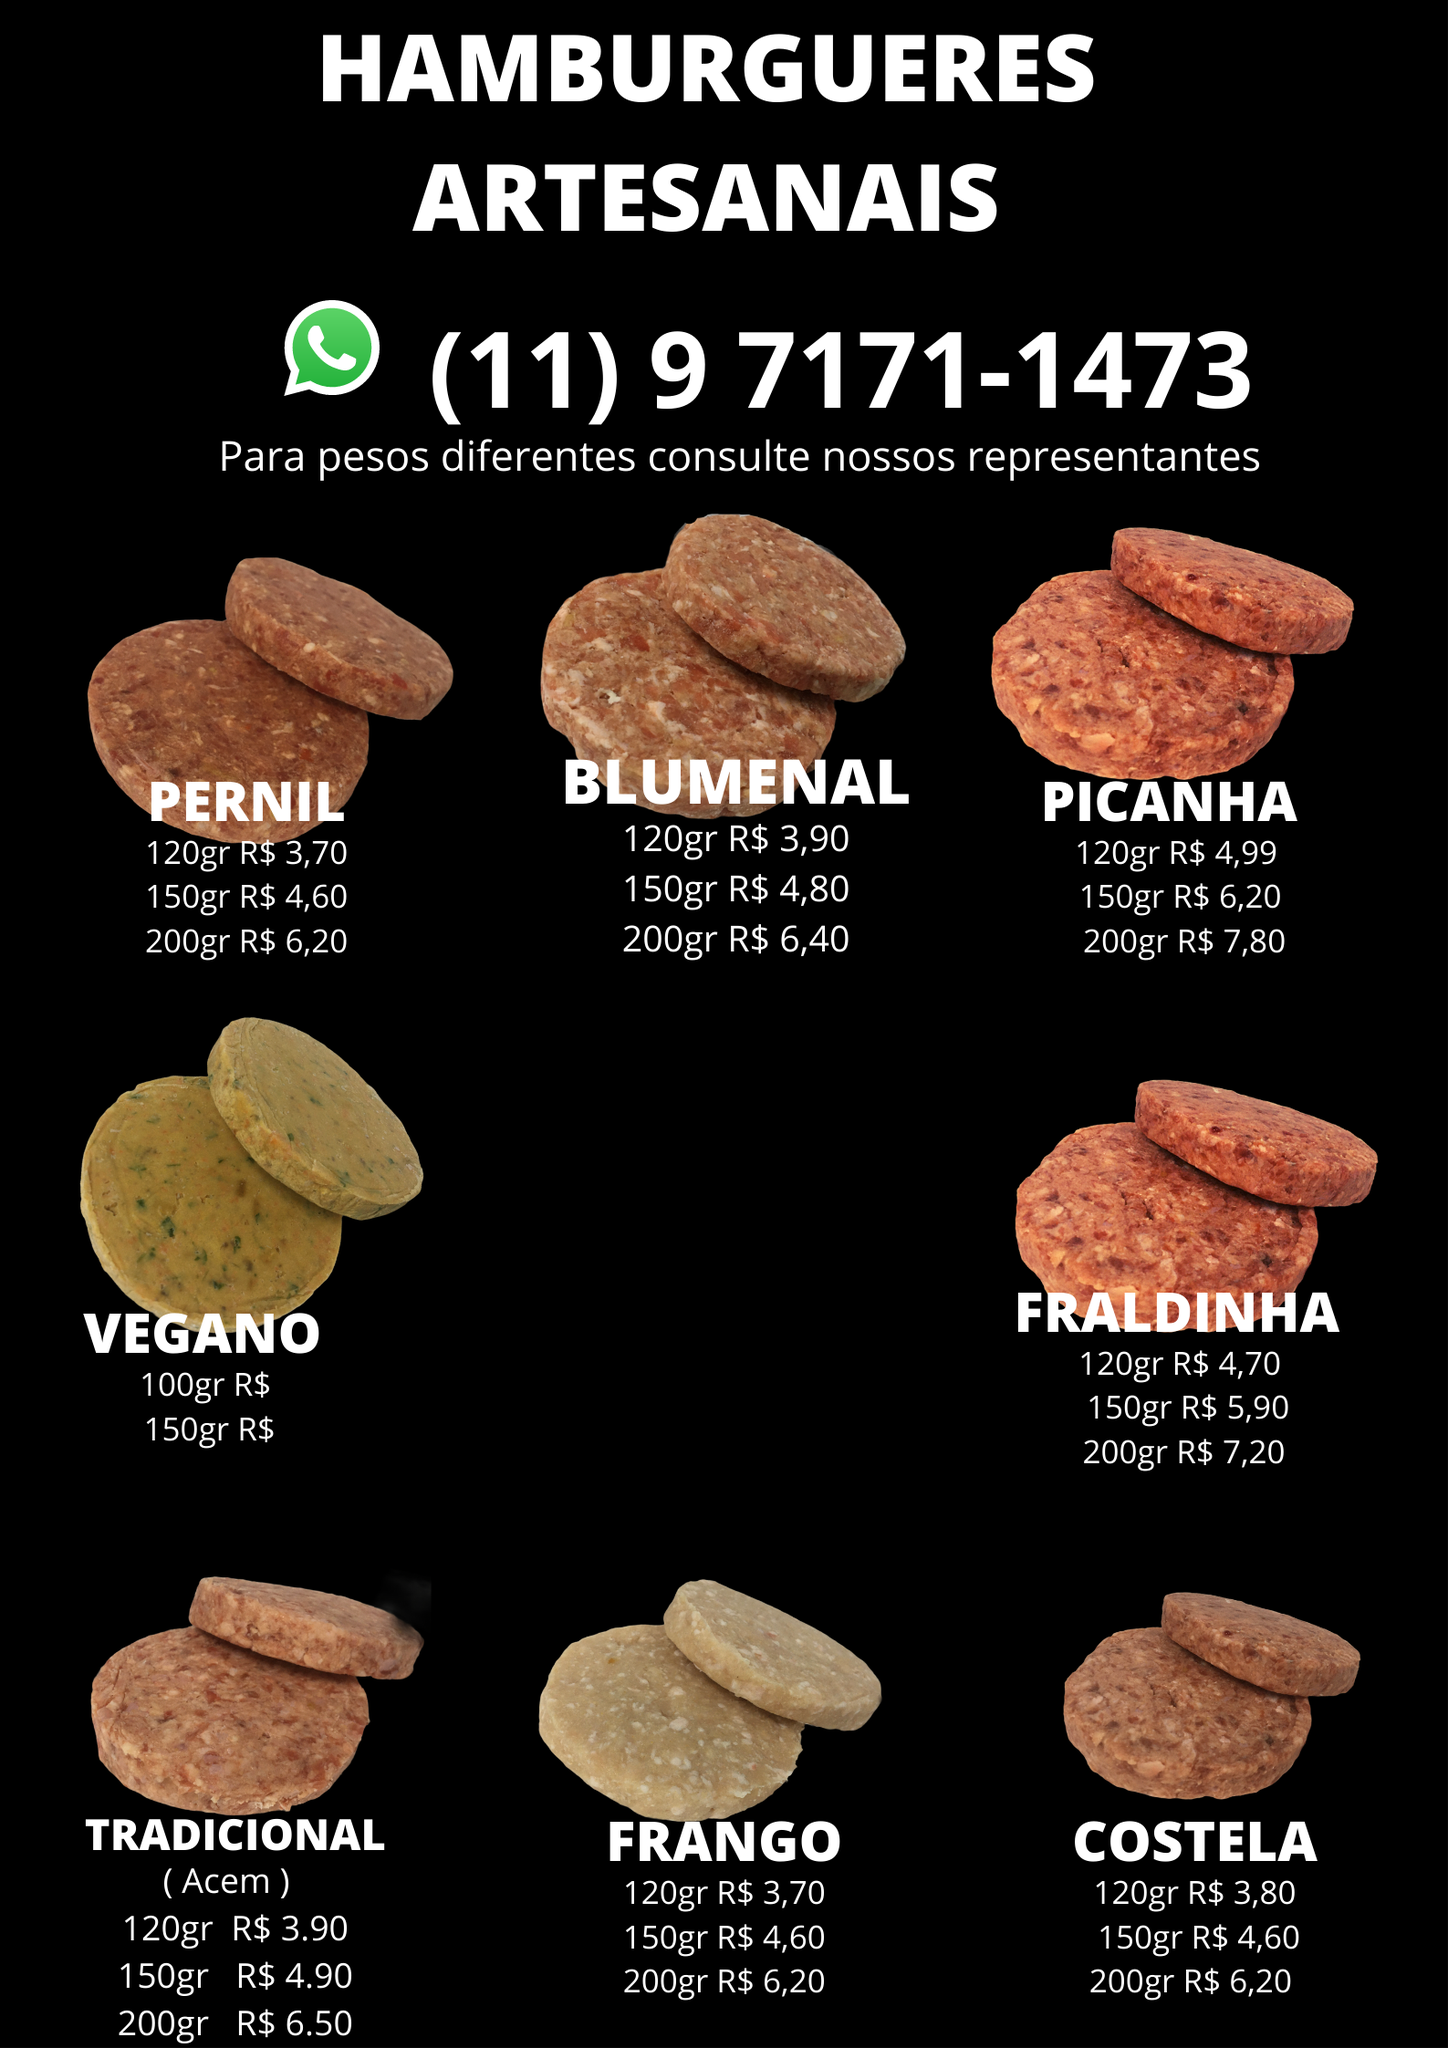 HAMBURGUERES
ARTESANAIS
(11) 9 7171-1473
Para pesos diferentes consulte nossos representantes
PERNIL
120gr R$ 3,70
150gr R$ 4,60
200gr R$ 6,20
BLUMENAL
120gr R$ 3,90
150gr R$ 4,80
200gr R$ 6,40
PICANHA
120gr R$ 4,99
150gr R$ 6,20
200gr R$ 7,80
VEGANO
100gr R$
150gr R$
FRALDINHA
120gr R$ 4,70
150gr R$ 5,90
200gr R$ 7,20
TRADICIONAL
( Acem )
120gr R$ 3.90
150gr R$ 4.90
200gr R$ 6.50
FRANGO
120gr R$ 3,70
150gr R$ 4,60
200gr R$ 6,20
COSTELA
120gr R$ 3,80
150gr R$ 4,60
200gr R$ 6,20